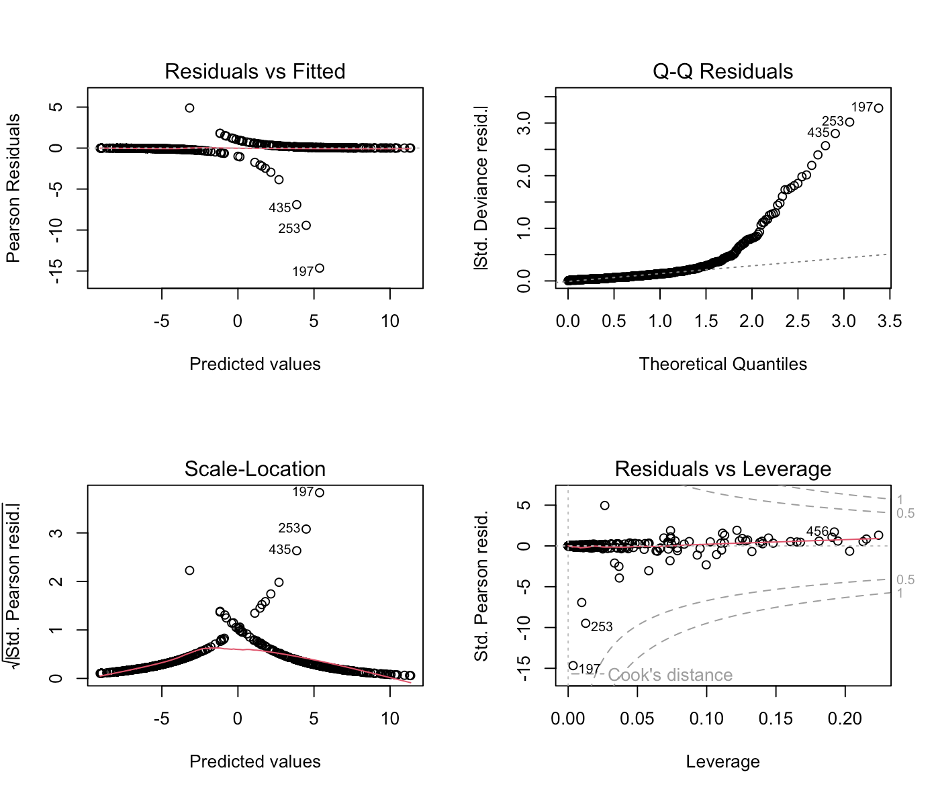 Residuals vs Fitted
Pearson Residuals
5
0
-5
-10
-15
435
253
197
-5 0 5 10
Predicted values
Q-Q Residuals
|Std. Deviance resid.|
3.0
2.0
1.0
0.0
197
253
435
0.0 0.5 1.0 1.5 2.0 2.5 3.0 3.5
Theoretical Quantiles
Scale-Location
√|Std. Pearson resid.|
3
2
1
0
197
253
435
-5 0 5 10
Predicted values
Residuals vs Leverage
Std. Pearson resid.
5
0
-5
-10
-15
1
0.5
456
0.5
1
253
197
Cook's distance
0.00 0.05 0.10 0.15 0.20
Leverage